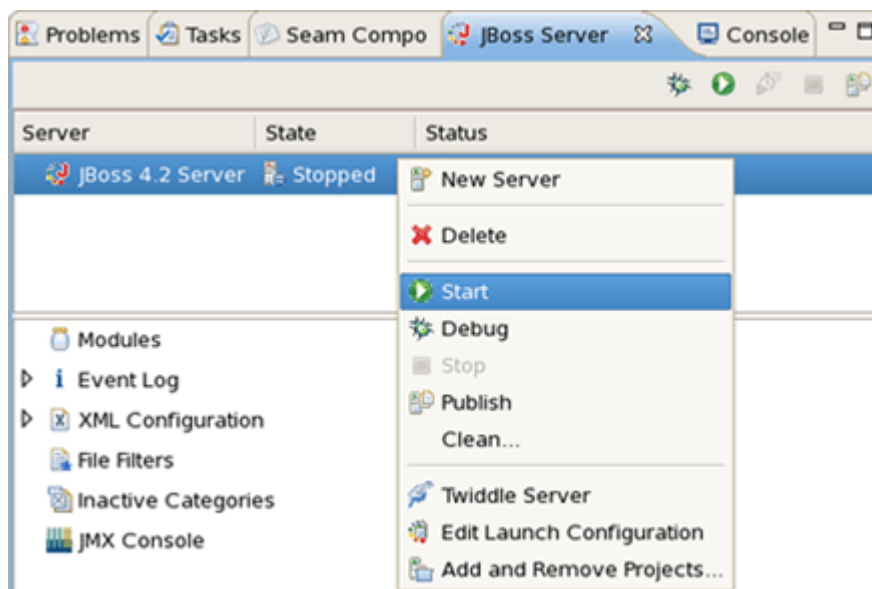 Problems Tasks Seam Compo JBoss Server Console
Server State Status
JBoss 4.2 Server Stopped
New Server
Delete
Start
Debug
Stop
Publish
Clean...
Twiddle Server
Edit Launch Configuration
Add and Remove Projects...
Modules
Event Log
XML Configuration
File Filters
Inactive Categories
JMX Console